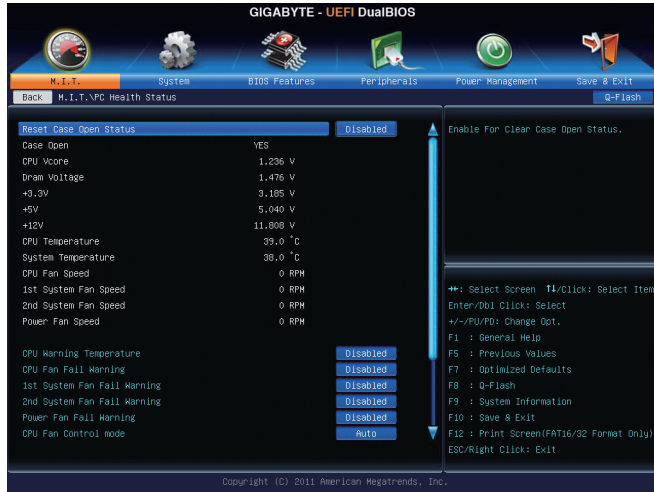 GIGABYTE - UEFI DualBIOS
M.I.T. System BIOS Features Peripherals Power Management Save & Exit
Back M.I.T.\PC Health Status Q-Flash
Reset Case Open Status Disabled
Case Open YES
CPU Vcore 1.236 V
Dram Voltage 1.476 V
+3.3V 3.185 V
+5V 5.040 V
+12V 11.808 V
CPU Temperature 39.0 °C
System Temperature 38.0 °C
CPU Fan Speed 0 RPM
1st System Fan Speed 0 RPM
2nd System Fan Speed 0 RPM
Power Fan Speed 0 RPM
CPU Warning Temperature Disabled
CPU Fan Fail Warning Disabled
1st System Fan Fail Warning Disabled
2nd System Fan Fail Warning Disabled
Power Fan Fail Warning Disabled
CPU Fan Control mode Auto
Enable For Clear Case Open Status.
→←: Select Screen ↑↓/Click: Select Item
Enter/Dbl Click: Select
+/-/PU/PD: Change Opt.
F1 : General Help
F5 : Previous Values
F7 : Optimized Defaults
F8 : Q-Flash
F9 : System Information
F10 : Save & Exit
F12 : Print Screen(FAT16/32 Format Only)
ESC/Right Click: Exit
Copyright (C) 2011 American Megatrends, Inc.